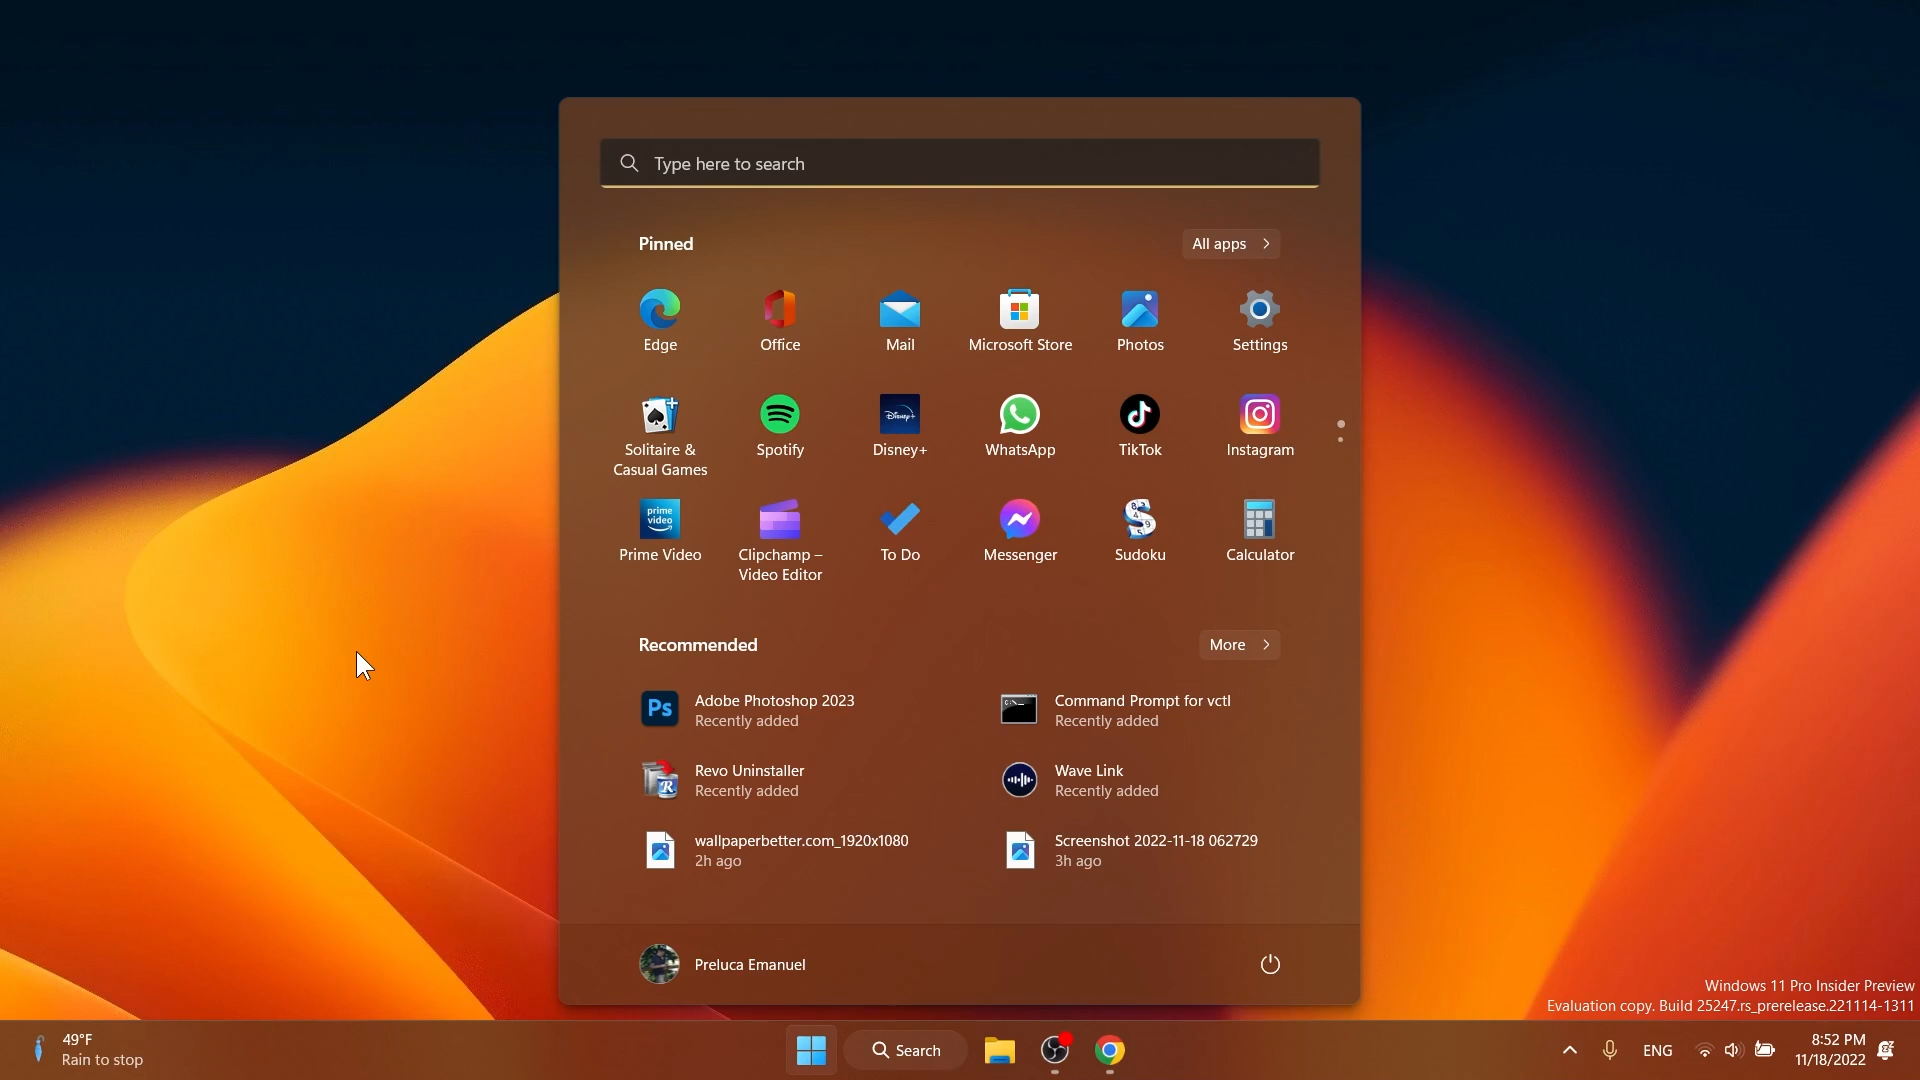 Type here to search
Pinned
All apps
Edge
Office
Mail
Microsoft Store
Photos
Settings
Solitaire &
Casual Games
Spotify
Disney+
Disney+
WhatsApp
TikTok
Instagram
prime
video
Prime Video
Clipchamp –
Video Editor
To Do
Messenger
Sudoku
Calculator
Recommended
More
Ps
Adobe Photoshop 2023
Recently added
Command Prompt for vctl
Recently added
R
Revo Uninstaller
Recently added
Wave Link
Recently added
wallpaperbetter.com_1920x1080
2h ago
Screenshot 2022-11-18 062729
3h ago
Preluca Emanuel
Windows 11 Pro Insider Preview
Evaluation copy. Build 25247.rs_prerelease.221114-1311
49°F
Rain to stop
Search
ENG
8:52 PM
11/18/2022